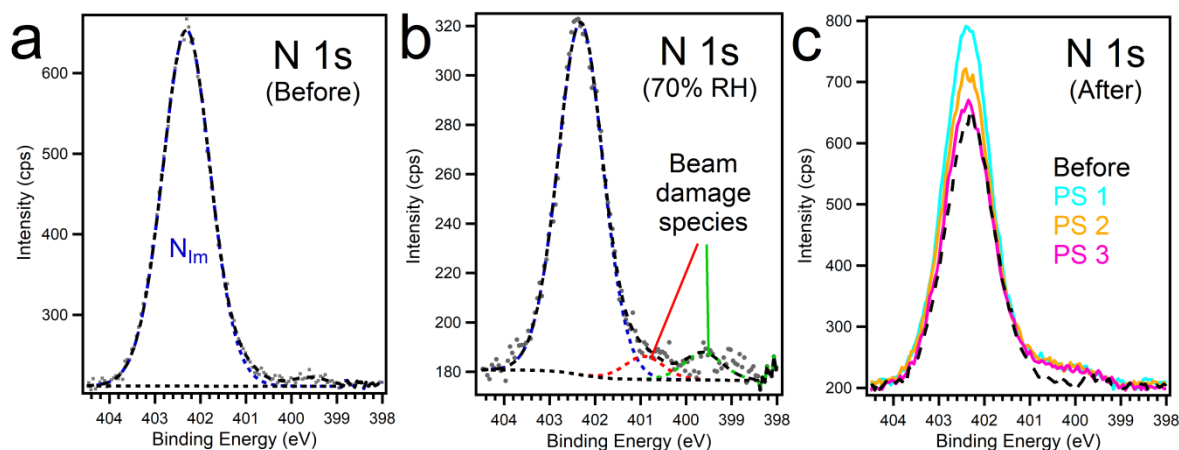 a
N 1s
(Before)
N_Im
Intensity (cps)
600
500
400
300
404 403 402 401 400 399 398
Binding Energy (eV)
b
N 1s
(70% RH)
Beam
damage
species
Intensity (cps)
320
300
280
260
240
220
200
180
404 403 402 401 400 399 398
Binding Energy (eV)
c
N 1s
(After)
Before
PS 1
PS 2
PS 3
Intensity (cps)
800
700
600
500
400
300
200
404 403 402 401 400 399 398
Binding Energy (eV)